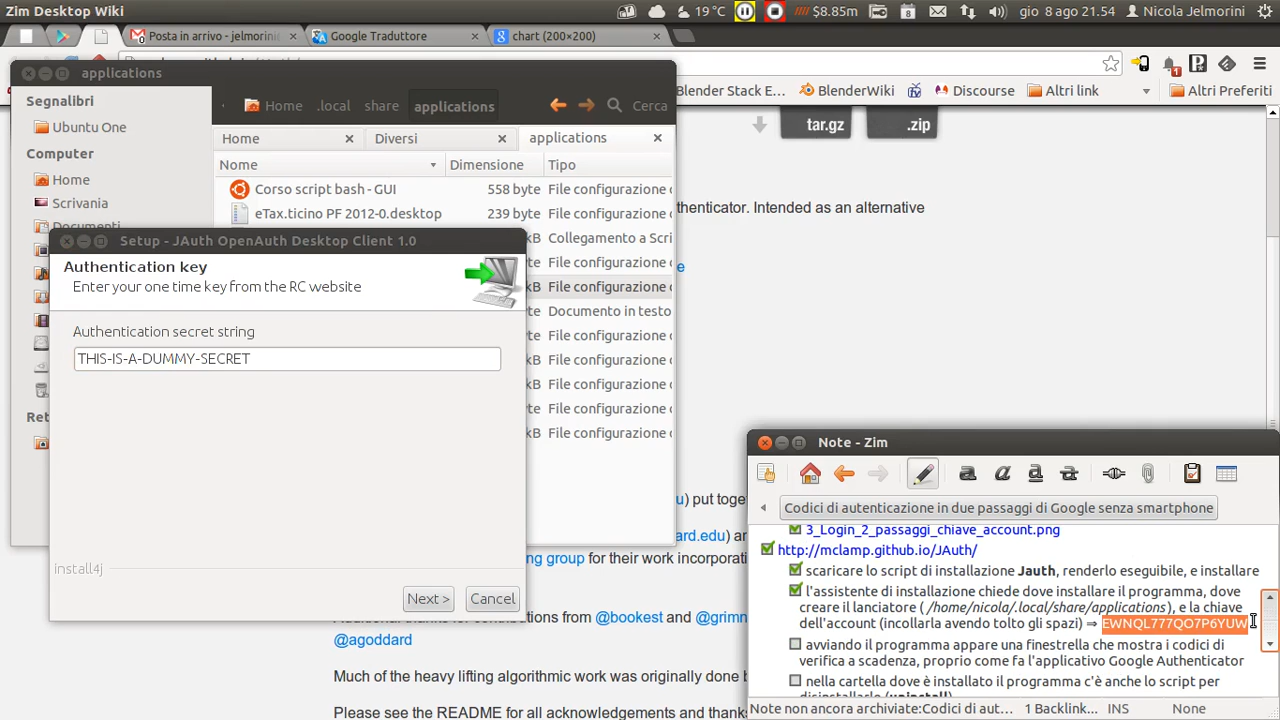 Zim Desktop Wiki
19 °C
$8.85m
8
gio 8 ago 21.54
Nicola Jelmorini
Posta in arrivo - jelmorini
Google Traduttore
chart (200×200)
1
Blender Stack E...
BlenderWiki
Discourse
Altri link
Altri Preferiti
applications
Segnalibri
Ubuntu One
Computer
Home
Scrivania
Documenti
Ret
Home
.local
share
applications
Cerca
Home
Diversi
applications
Nome
Dimensione
Tipo
Corso script bash - GUI
558 byte
File configurazione
eTax.ticino PF 2012-0.desktop
239 byte
File configurazione
kB
Collegamento a Scri
File configurazione
File configurazione
Documento in testo
File configurazione
File configurazione
File configurazione
File configurazione
File configurazione
tar.gz
.zip
thenticator. Intended as an alternative
Setup - JAuth OpenAuth Desktop Client 1.0
Authentication key
Enter your one time key from the RC website
Authentication secret string
THIS-IS-A-DUMMY-SECRET
install4j
Next >
Cancel
u) put toge
ard.edu) an
ng group for their work incorporati
Additional thanks for contributions from @bookest and @grimn
@agoddard
Much of the heavy lifting algorithmic work was originally done b
Please see the README for all acknowledgements and thanks
Note - Zim
Codici di autenticazione in due passaggi di Google senza smartphone
3_Login_2_passaggi_chiave_account.png
http://mclamp.github.io/JAuth/
scaricare lo script di installazione Jauth, renderlo eseguibile, e installare
l'assistente di installazione chiede dove installare il programma, dove
creare il lanciatore ( /home/nicola/.local/share/applications), e la chiave
dell'account (incollarla avendo tolto gli spazi) ⇒ EWNQL777QO7P6YUW
avviando il programma appare una finestrella che mostra i codici di
verifica a scadenza, proprio come fa l'applicativo Google Authenticator
nella cartella dove è installato il programma c'è anche lo script per
disinstallarlo (uninstall)
Note non ancora archiviate:Codici di aut...
1 Backlink...
INS
None